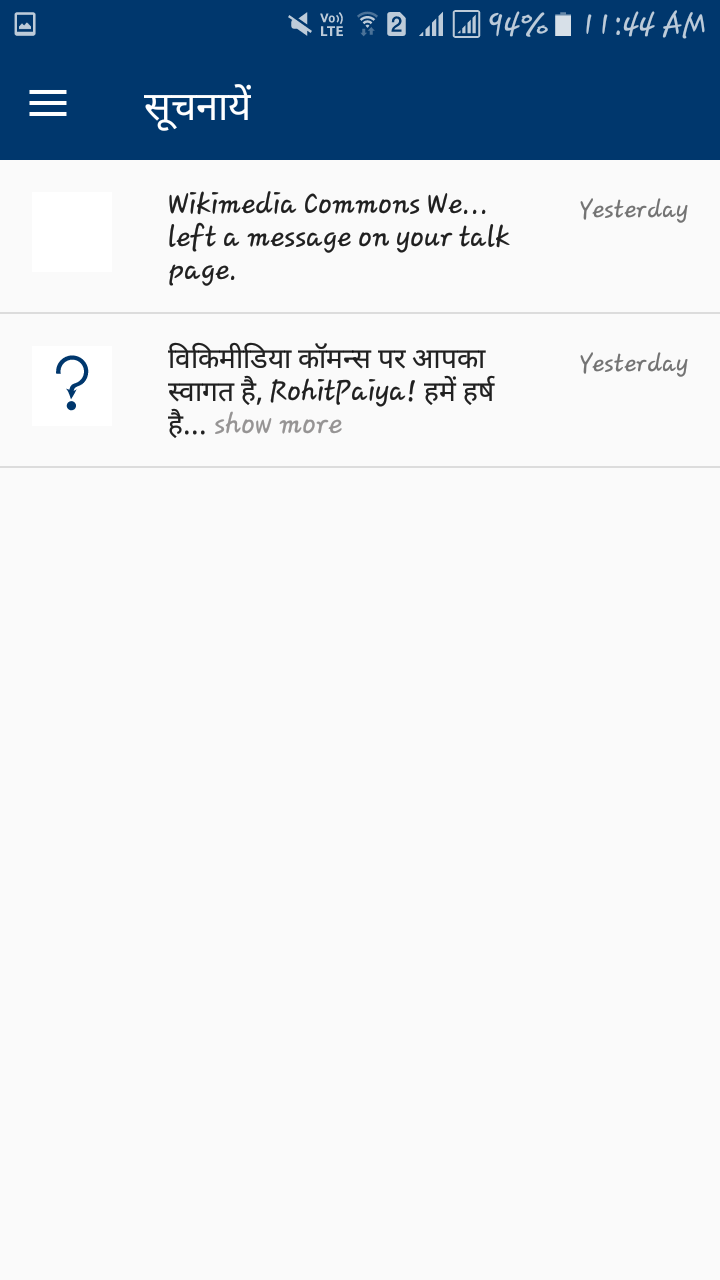 Vo)) LTE 2 94% 11:44 AM
सूचनायें
Wikimedia Commons We...
Yesterday
left a message on your talk
page.
विकिमीडिया कॉमन्स पर आपका
Yesterday
स्वागत है, RohitPaiya! हमें हर्ष
है... show more